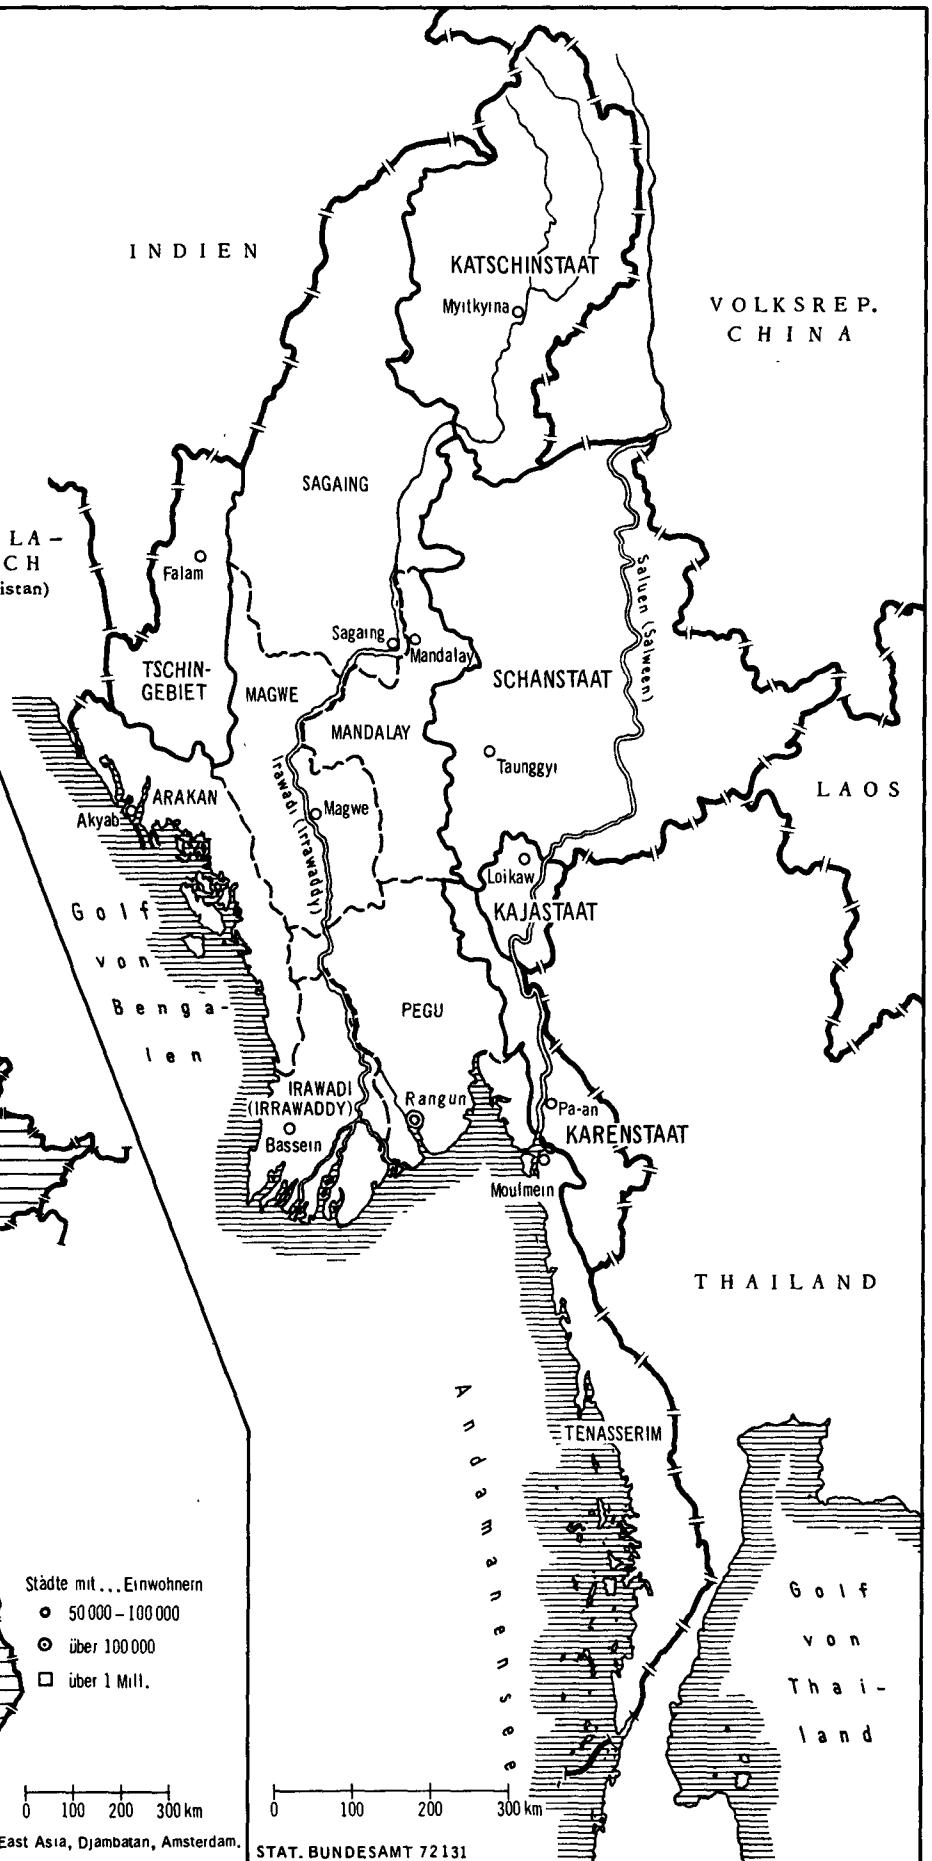 INDIEN
KATSCHINSTAAT
Myitkyina
VOLKSREP.
CHINA
SAGAING
LA-
CH
istan)
Falam
Saluen (Salween)
Sagaing
Mandalay
TSCHIN-
GEBIET
MAGWE
SCHANSTAAT
MANDALAY
Taunggyi
Irawadi (Irrawaddy)
LAOS
ARAKAN
Akyab
Magwe
Loikaw
KAJASTAAT
Golf
von
Benga-
len
PEGU
IRAWADI
(IRRAWADDY)
Rangun
Bassein
Pa-an
KARENSTAAT
Moulmein
THAILAND
Andamanensee
TENASSERIM
Golf
von
Thai-
land
Städte mit...Einwohnern
50 000 – 100 000
über 100 000
über 1 Mill.
0 100 200 300 km
0 100 200 300 km
East Asia, Djambatan, Amsterdam.
STAT. BUNDESAMT 72131